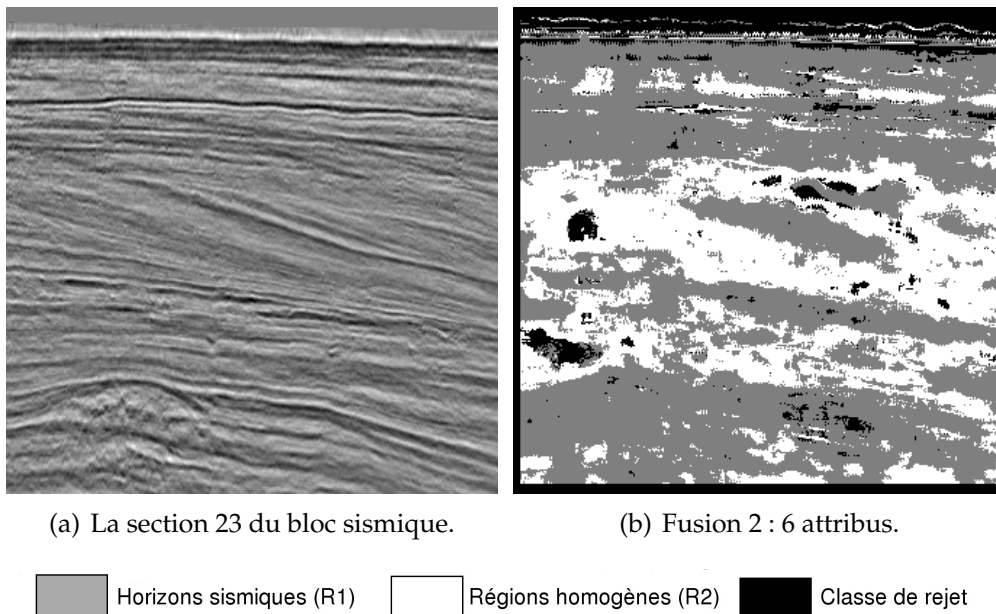 (a) La section 23 du bloc sismique.
(b) Fusion 2 : 6 attribus.
Horizons sismiques (R1)
Régions homogènes (R2)
Classe de rejet